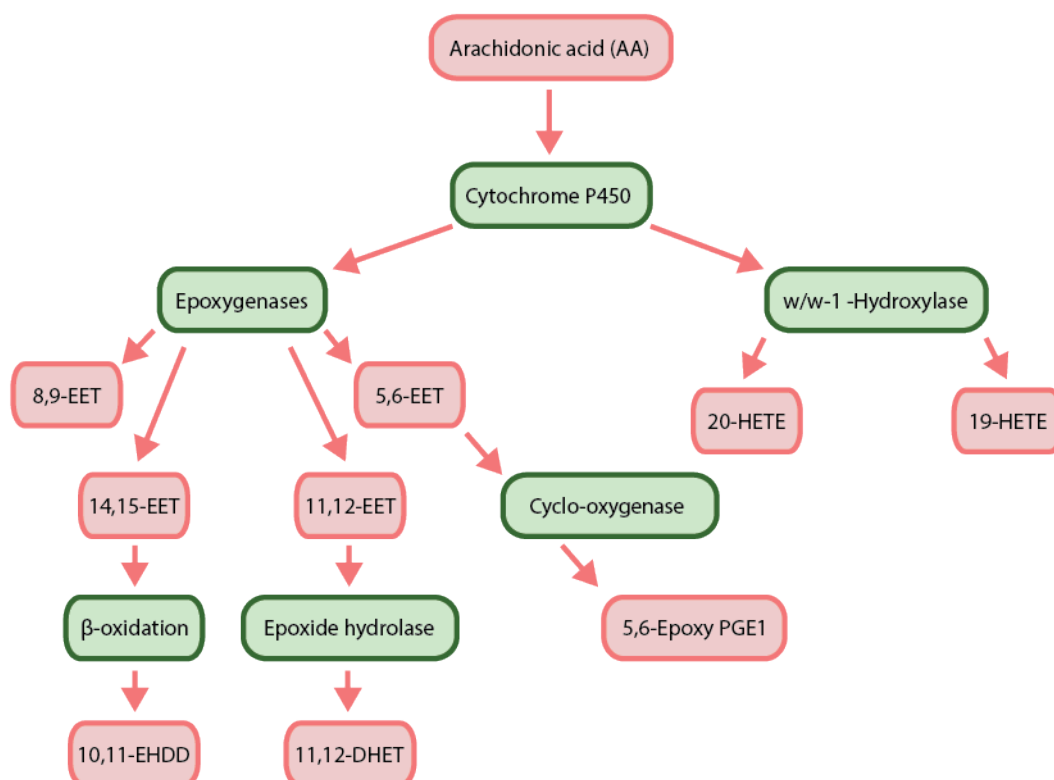 Arachidonic acid (AA)
Cytochrome P450
Epoxygenases
w/w-1 -Hydroxylase
8,9-EET
5,6-EET
20-HETE
19-HETE
14,15-EET
11,12-EET
Cyclo-oxygenase
β-oxidation
Epoxide hydrolase
5,6-Epoxy PGE1
10,11-EHDD
11,12-DHET